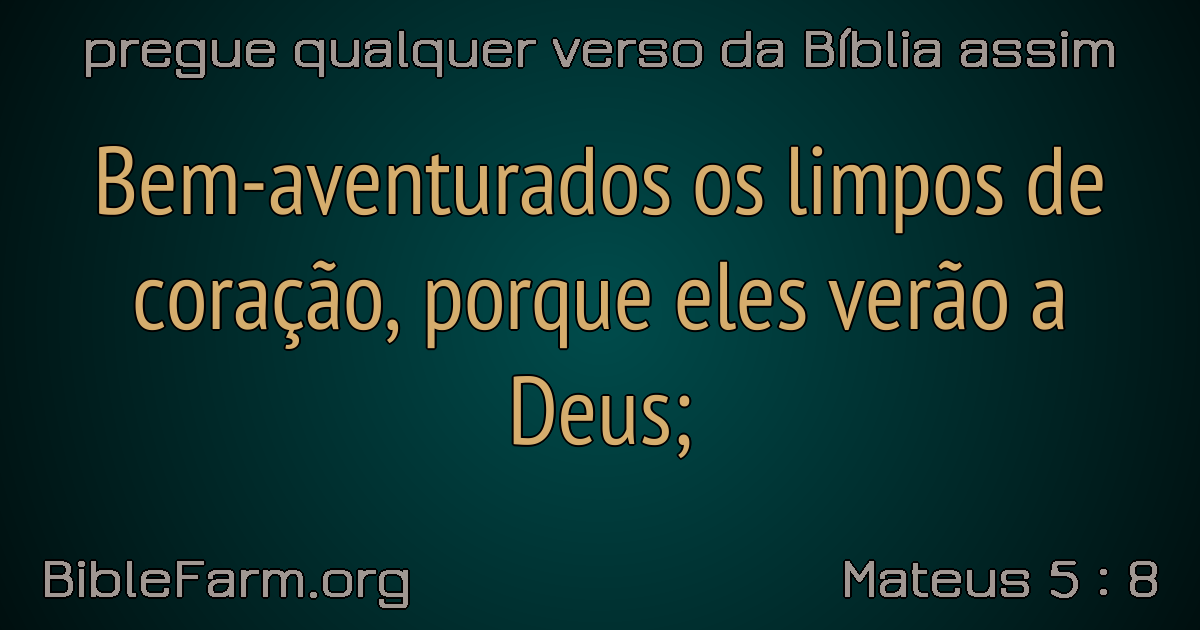 pregue qualquer verso da Bíblia assim
Bem-aventurados os limpos de
coração, porque eles verão a
Deus;
BibleFarm.org
Mateus 5 : 8